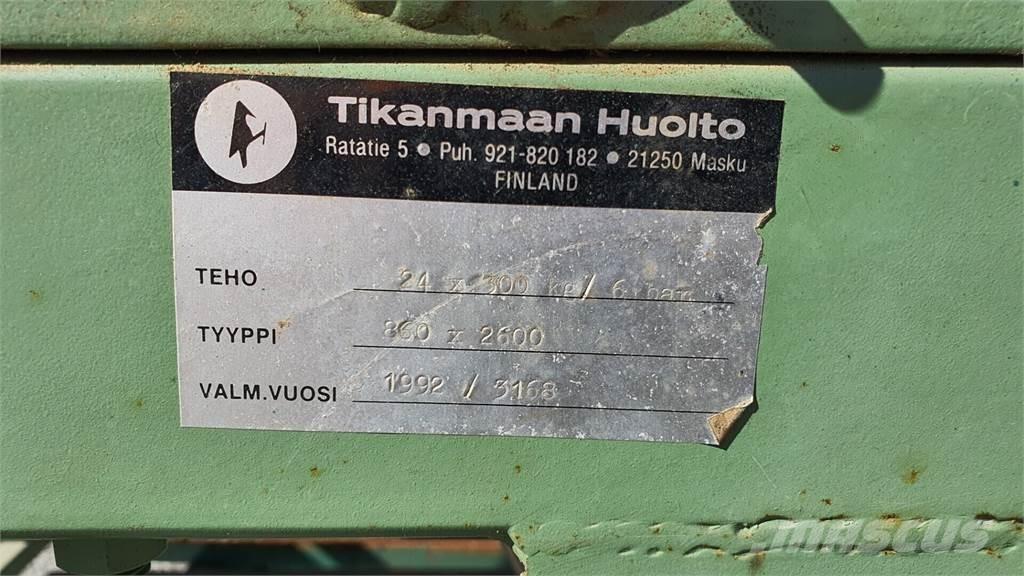 Tikanmaan Huolto
Ratatie 5 • Puh. 921-820 182 • 21250 Masku
FINLAND
TEHO 24 x 300 kg/ 6 bar
TYYPPI 860 x 2600
VALM.VUOSI 1992 / 3168
MASCUS